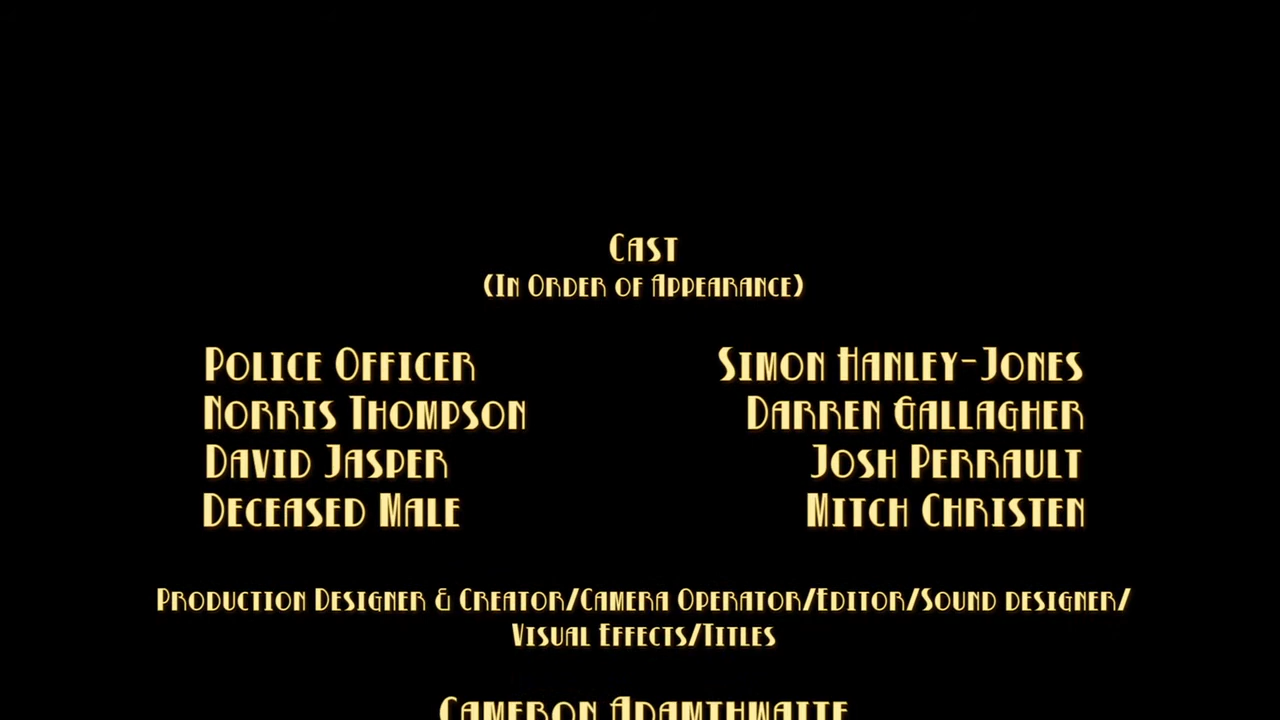 Cast
(In Order of Appearance)
Police Officer Simon Hanley-Jones
Norris Thompson Darren Gallagher
David Jasper Josh Perrault
Deceased Male Mitch Christen
Production Designer & Creator/Camera Operator/Editor/Sound designer/
Visual Effects/Titles
Cameron Adamthwaite